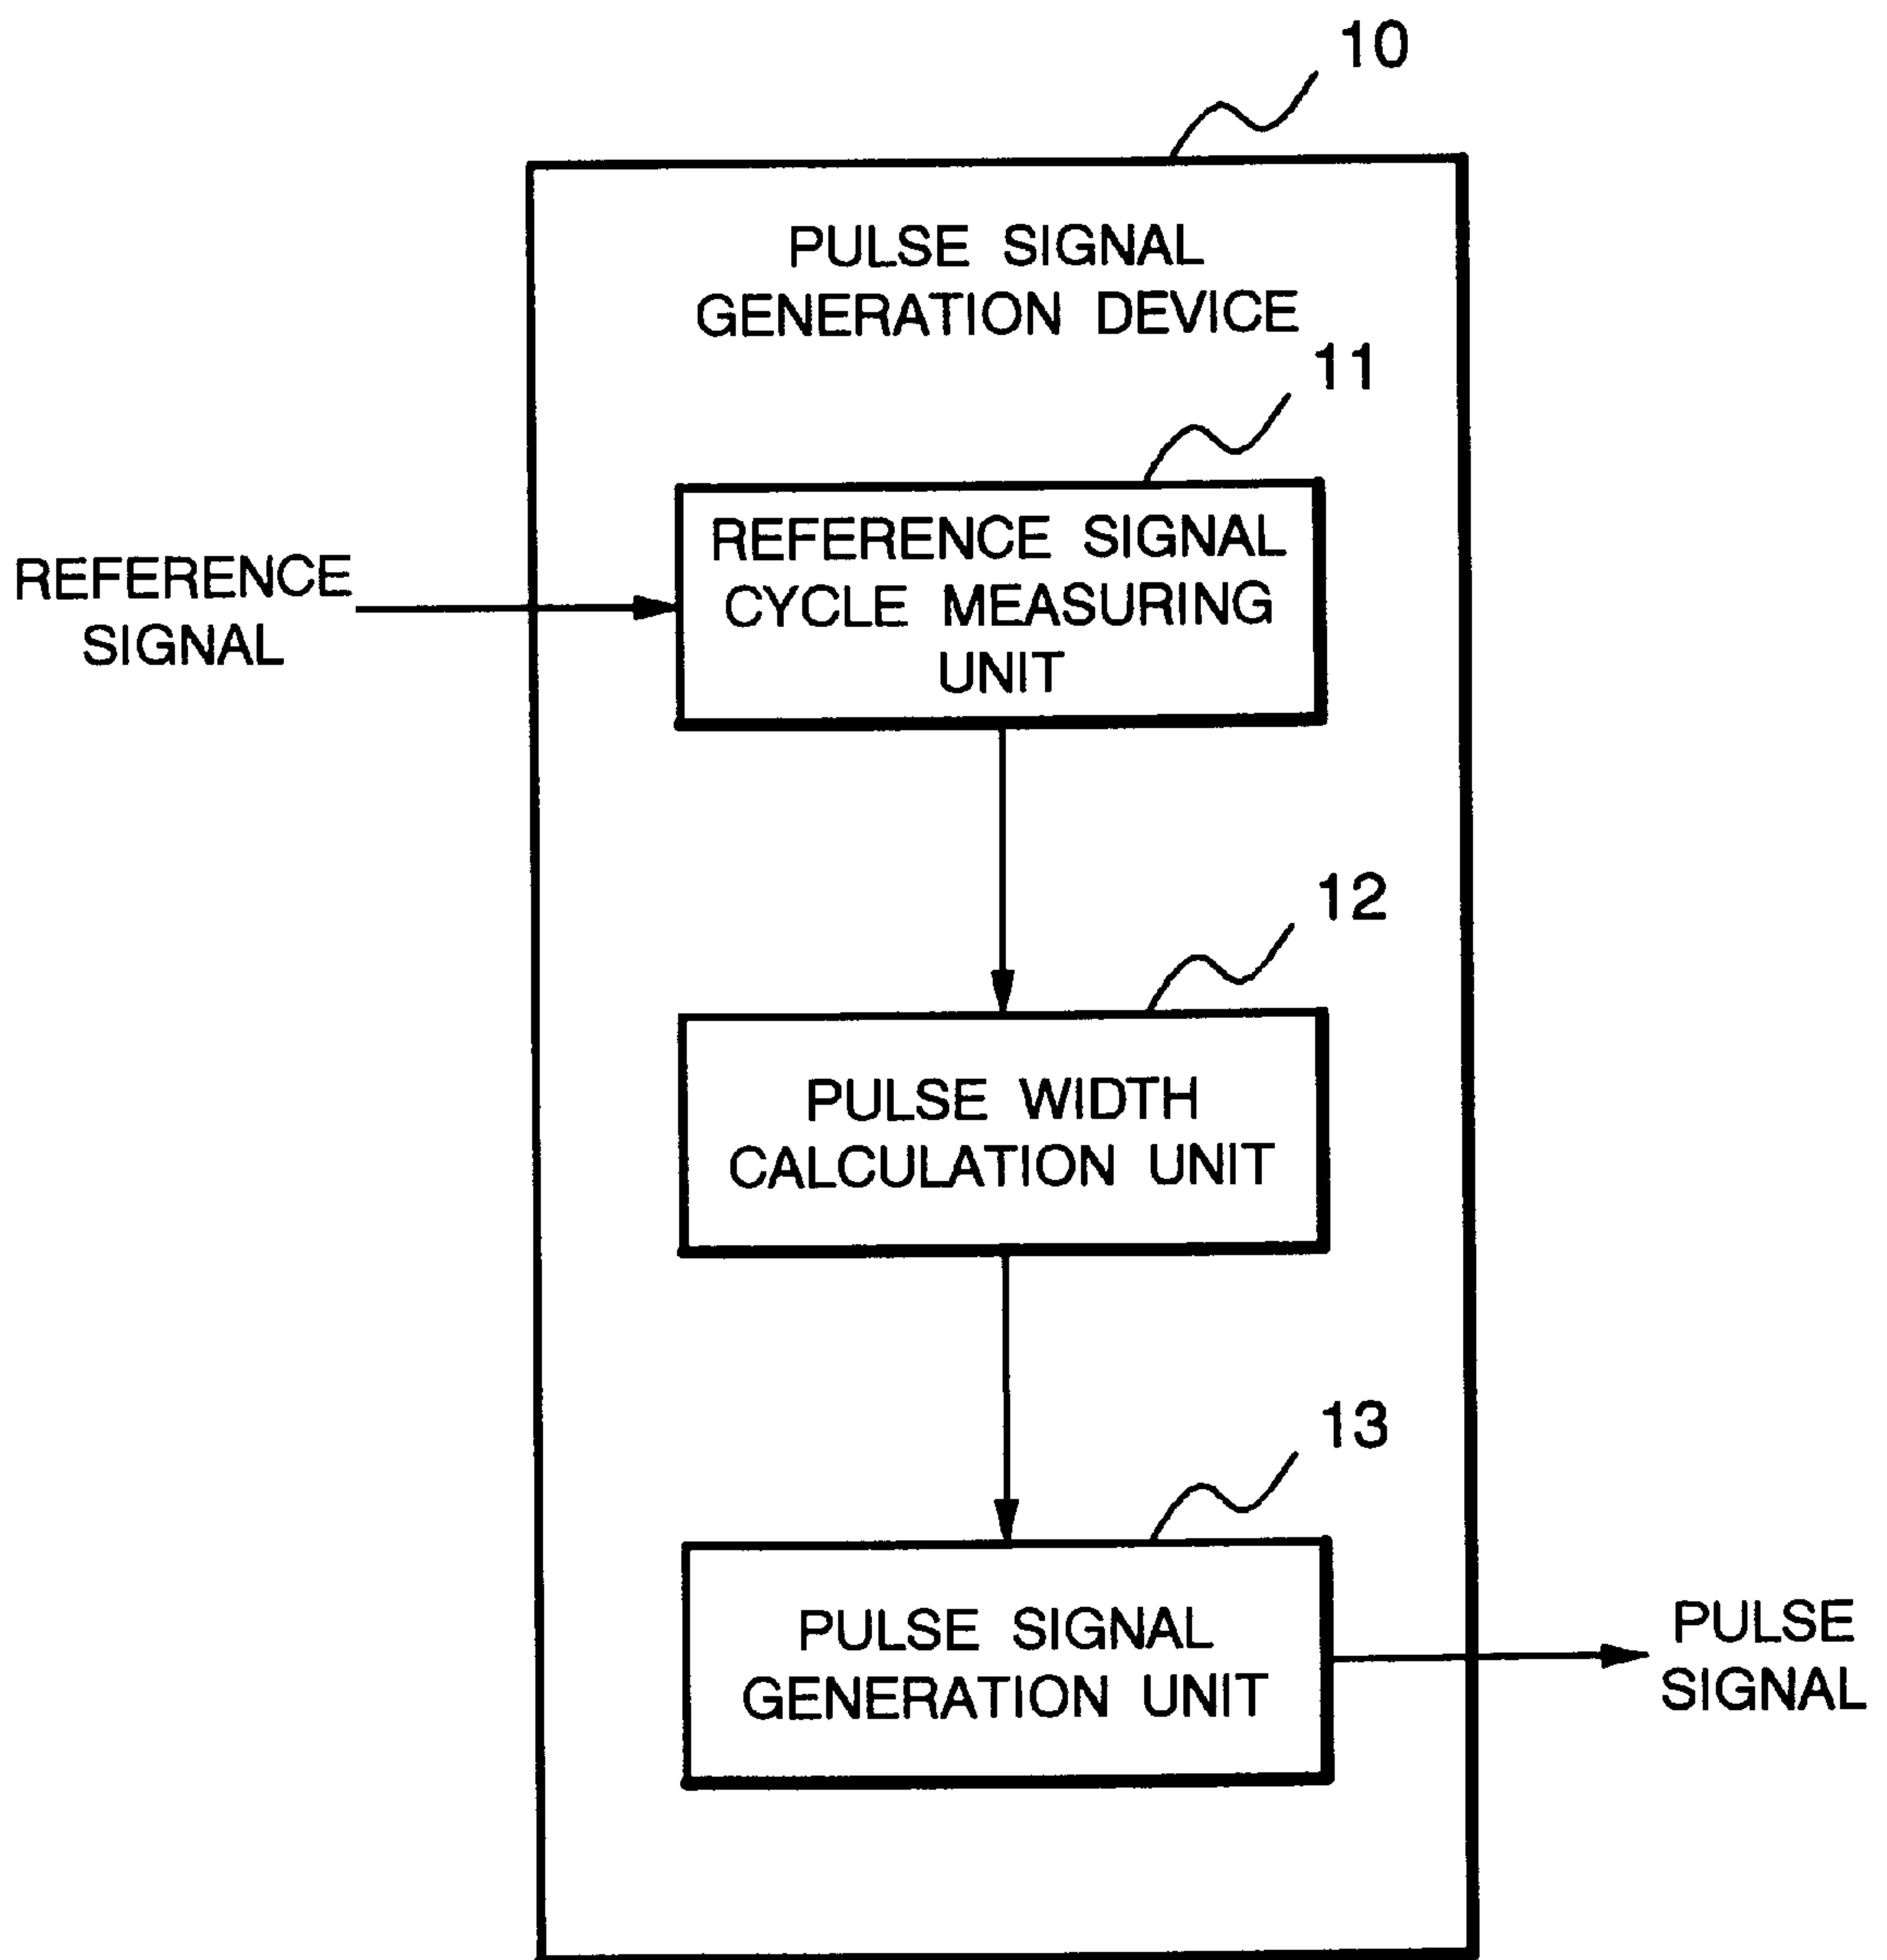 10
PULSE SIGNAL
GENERATION DEVICE
11
REFERENCE SIGNAL
CYCLE MEASURING
UNIT
REFERENCE
SIGNAL
12
PULSE WIDTH
CALCULATION UNIT
13
PULSE SIGNAL
GENERATION UNIT
PULSE
SIGNAL